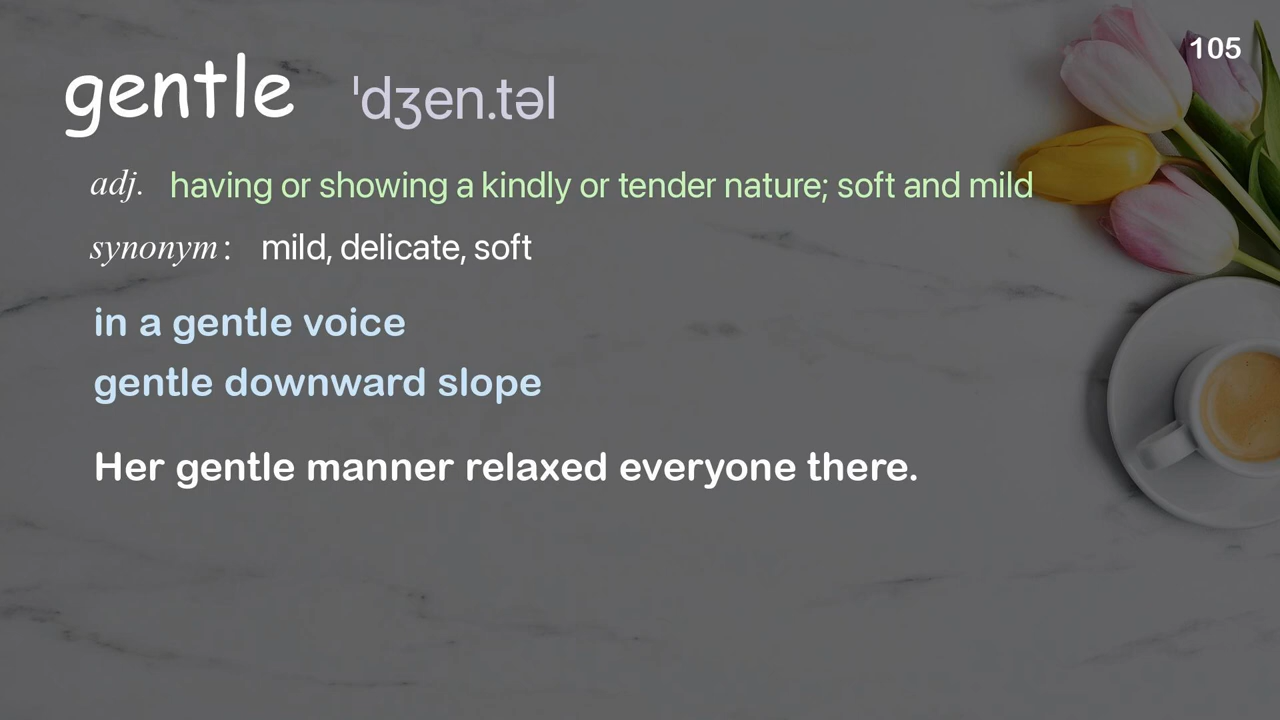 105
gentle ˈdʒen.təl
adj. having or showing a kindly or tender nature; soft and mild
synonym: mild, delicate, soft
in a gentle voice
gentle downward slope
Her gentle manner relaxed everyone there.